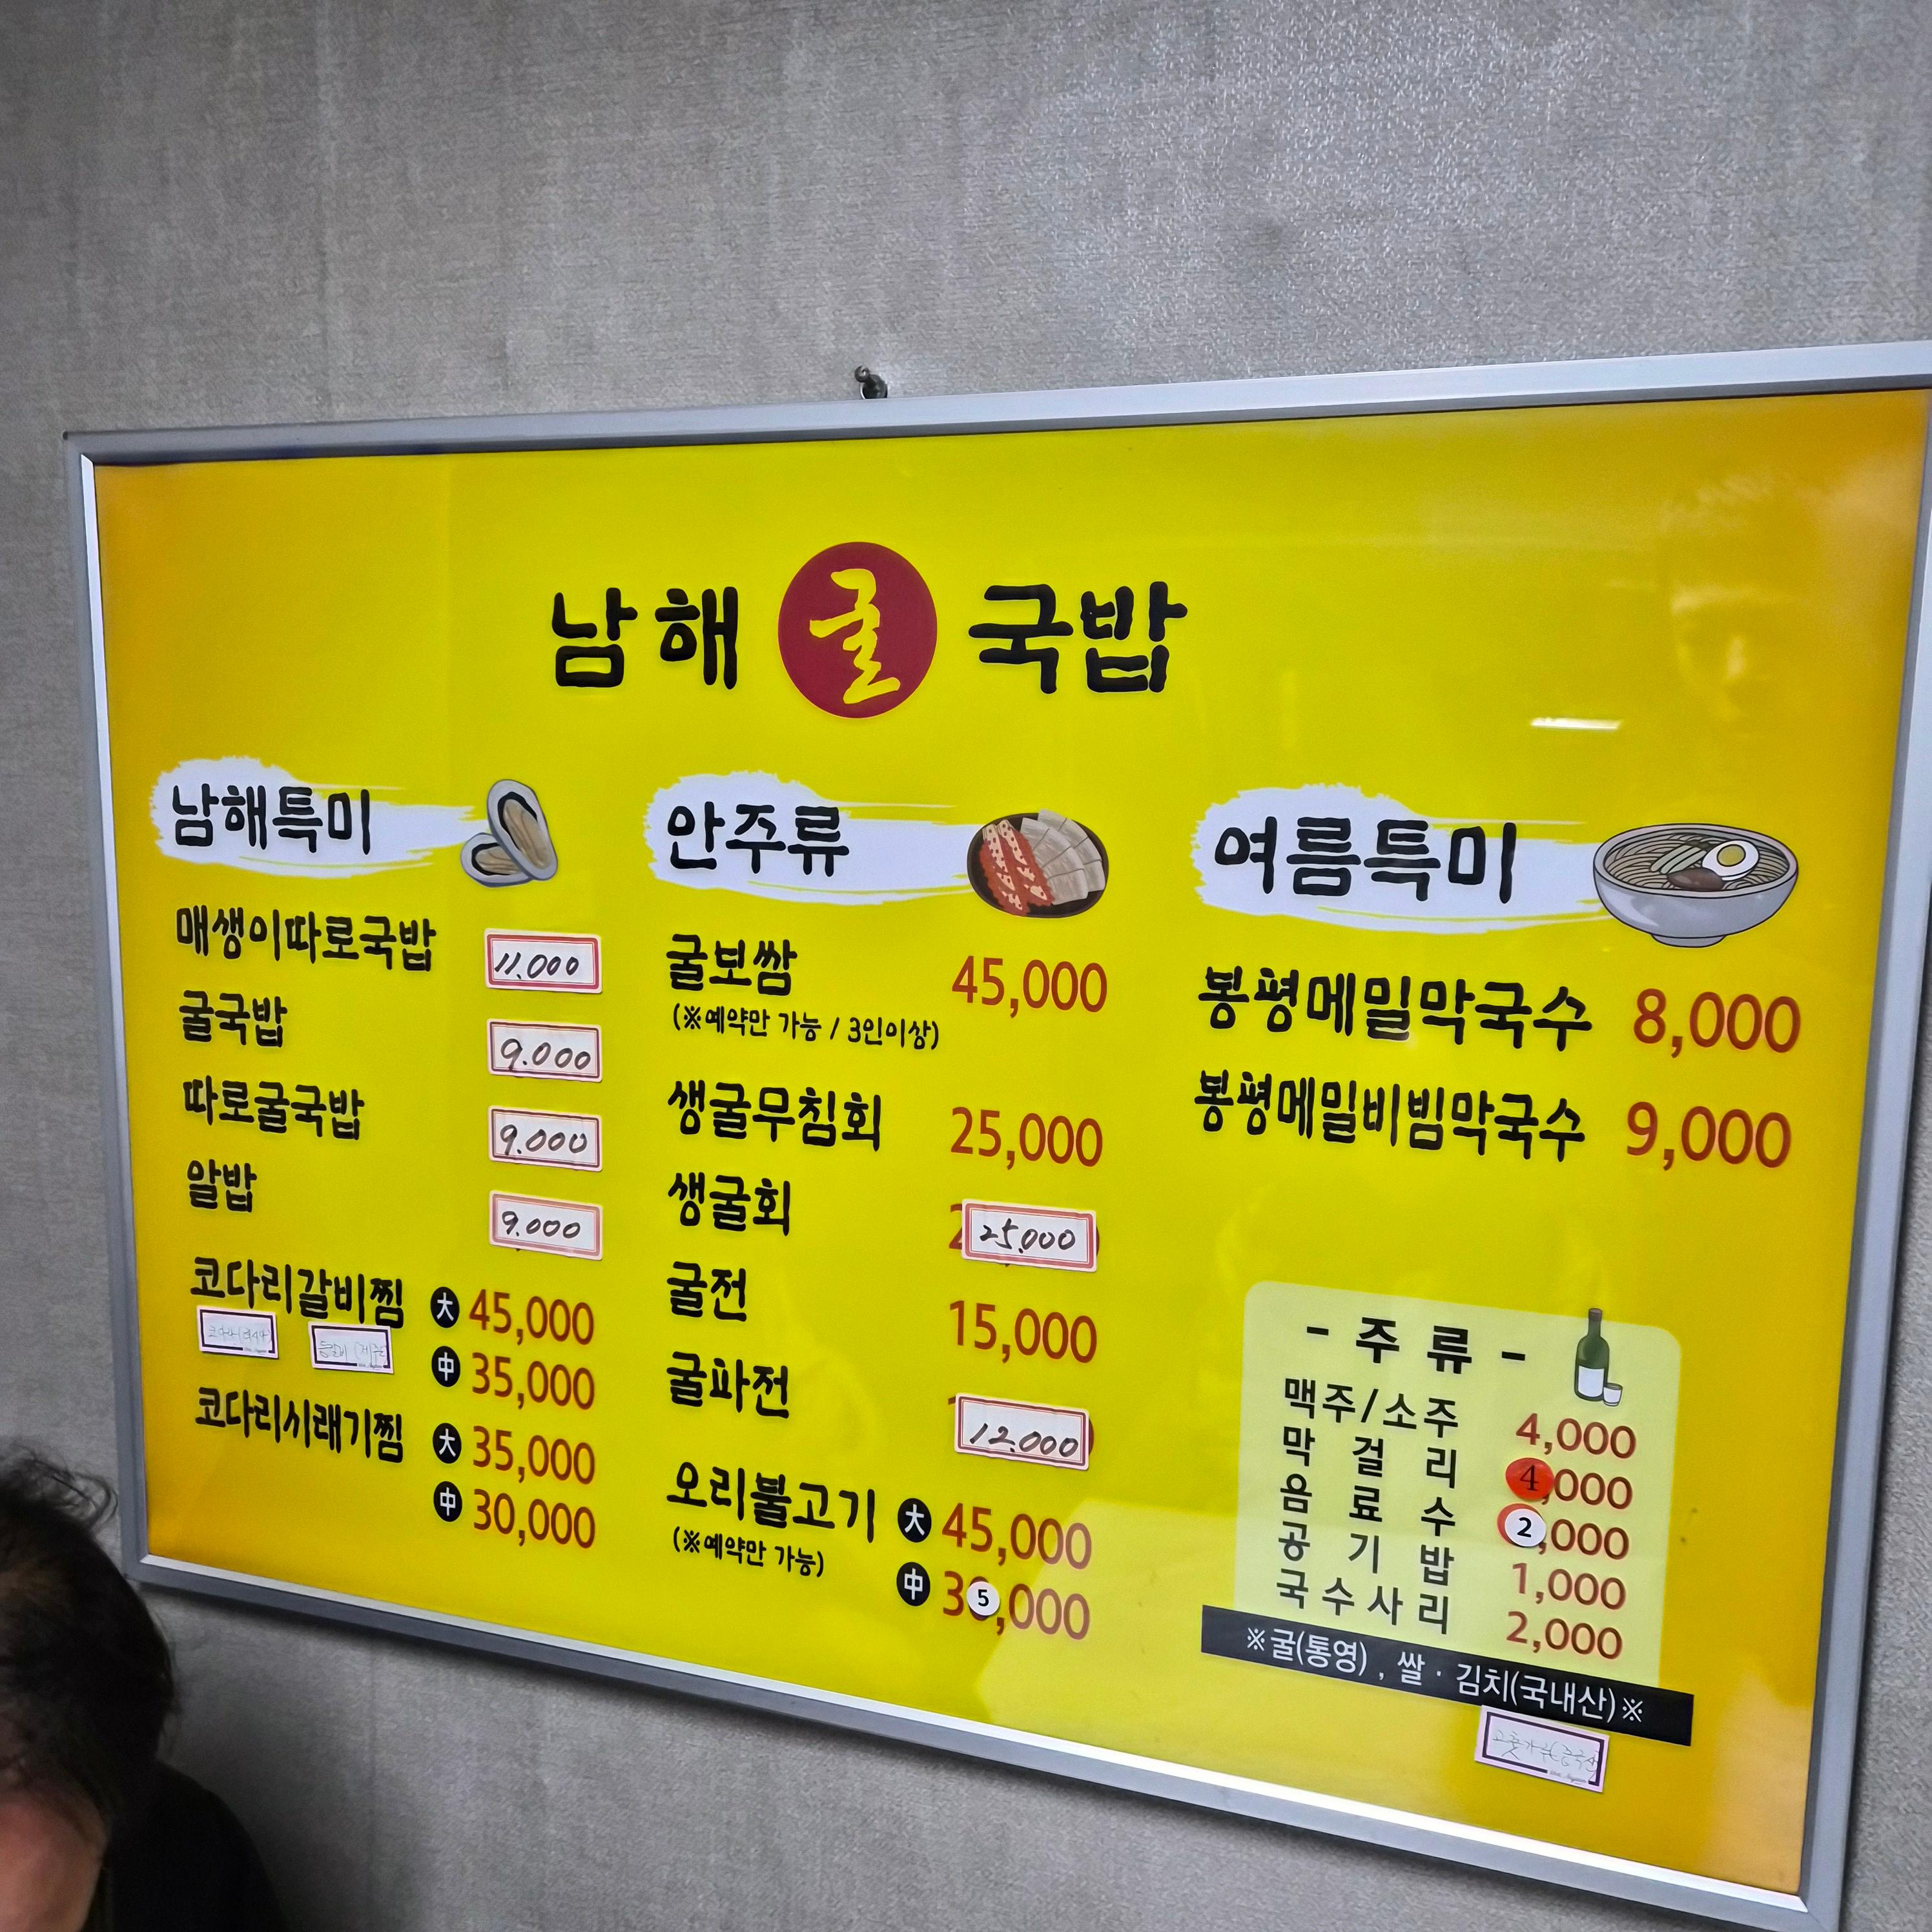 남해 굴 국밥
남해특미
매생이따로국밥 11.000
굴국밥 9.000
따로굴국밥 9.000
알밥 9.000
코다리갈비찜 大 45,000
中 35,000
코다리시래기찜 大 35,000
中 30,000
안주류
굴보쌈 45,000
(※예약만 가능 / 3인이상)
생굴무침회 25,000
생굴회 25.000
굴전 15,000
굴파전 12.000
오리불고기 大 45,000
(※예약만 가능)
中 35,000
여름특미
봉평메밀막국수 8,000
봉평메밀비빔막국수 9,000
- 주 류 -
맥주/소주 4,000
막 걸 리 4,000
음 료 수 2,000
공 기 밥 1,000
국수사리 2,000
※굴(통영) , 쌀 · 김치(국내산)※